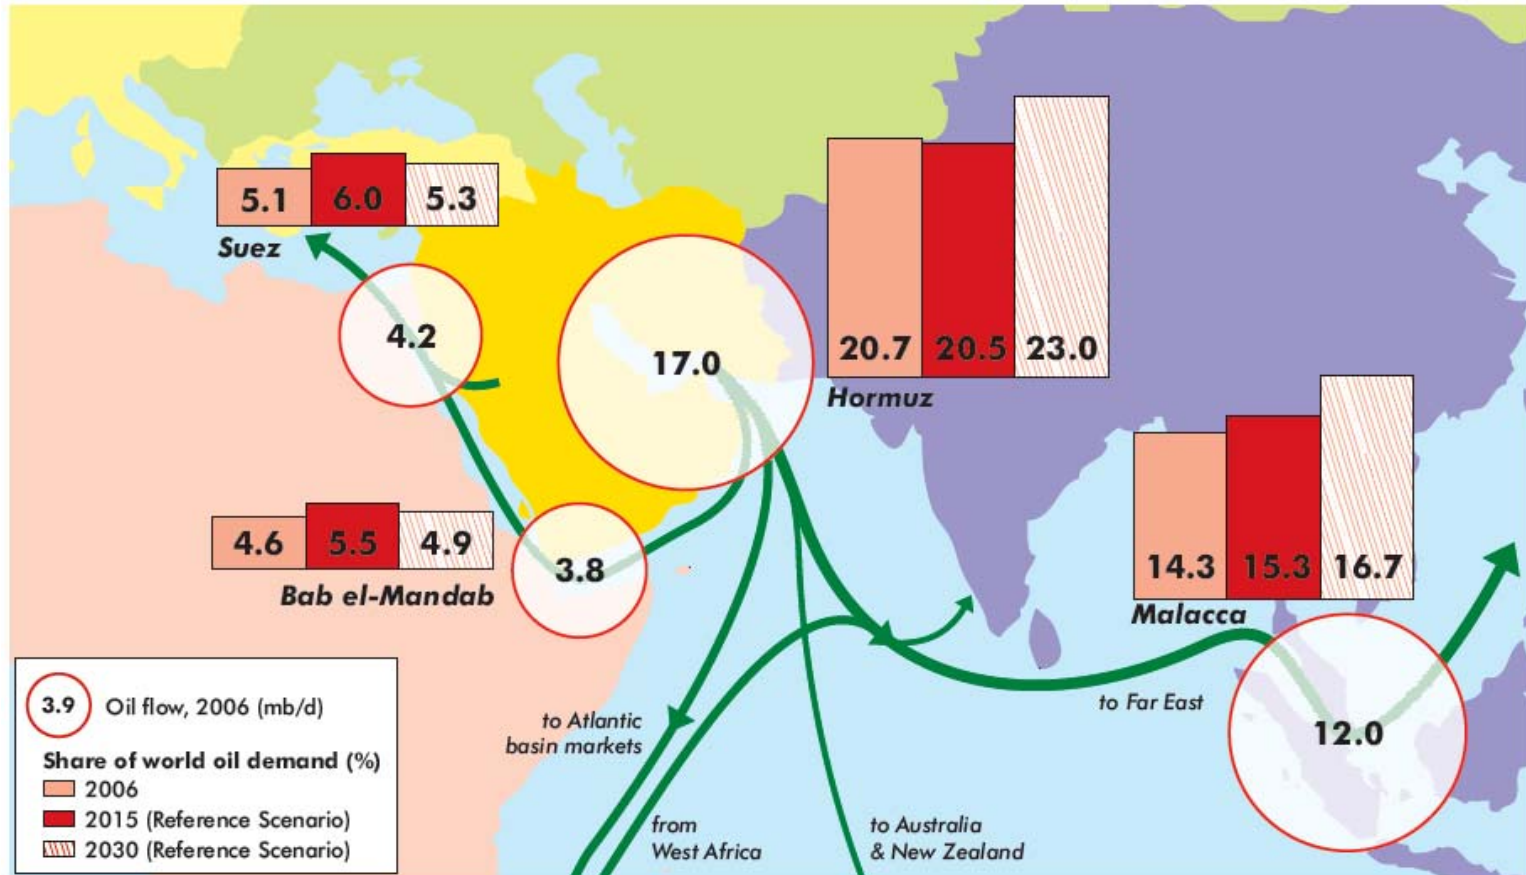 5.1 6.0 5.3
Suez
4.2
17.0
20.7 20.5 23.0
Hormuz
14.3 15.3 16.7
Malacca
4.6 5.5 4.9
Bab el-Mandab
3.8
12.0
to Far East
to Atlantic
basin markets
from
West Africa
to Australia
& New Zealand
3.9 Oil flow, 2006 (mb/d)
Share of world oil demand (%)
2006
2015 (Reference Scenario)
2030 (Reference Scenario)